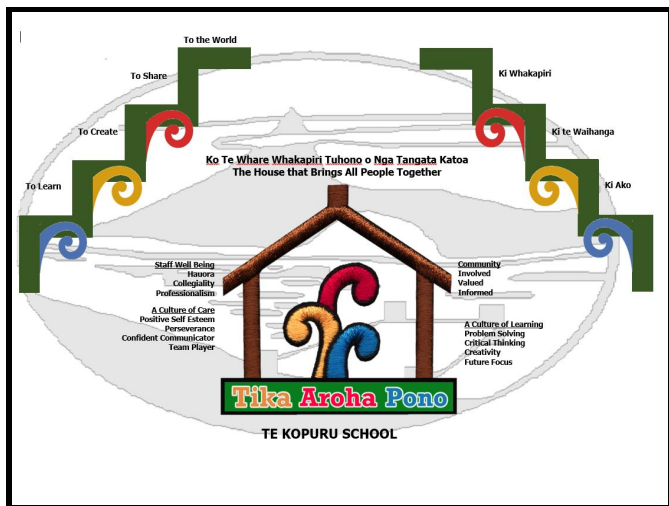 To the World
To Share
To Create
To Learn
Ki Whakapiri
Ki te Waihanga
Ki Ako
Ko Te Whare Whakapiri Tuhono o Nga Tangata Katoa
The House that Brings All People Together
Staff Well Being
Hauora
Collegiality
Professionalism
A Culture of Care
Positive Self Esteem
Perseverance
Confident Communicator
Team Player
Community
Involved
Valued
Informed
A Culture of Learning
Problem Solving
Critical Thinking
Creativity
Future Focus
Tika Aroha Pono
TE KOPURU SCHOOL